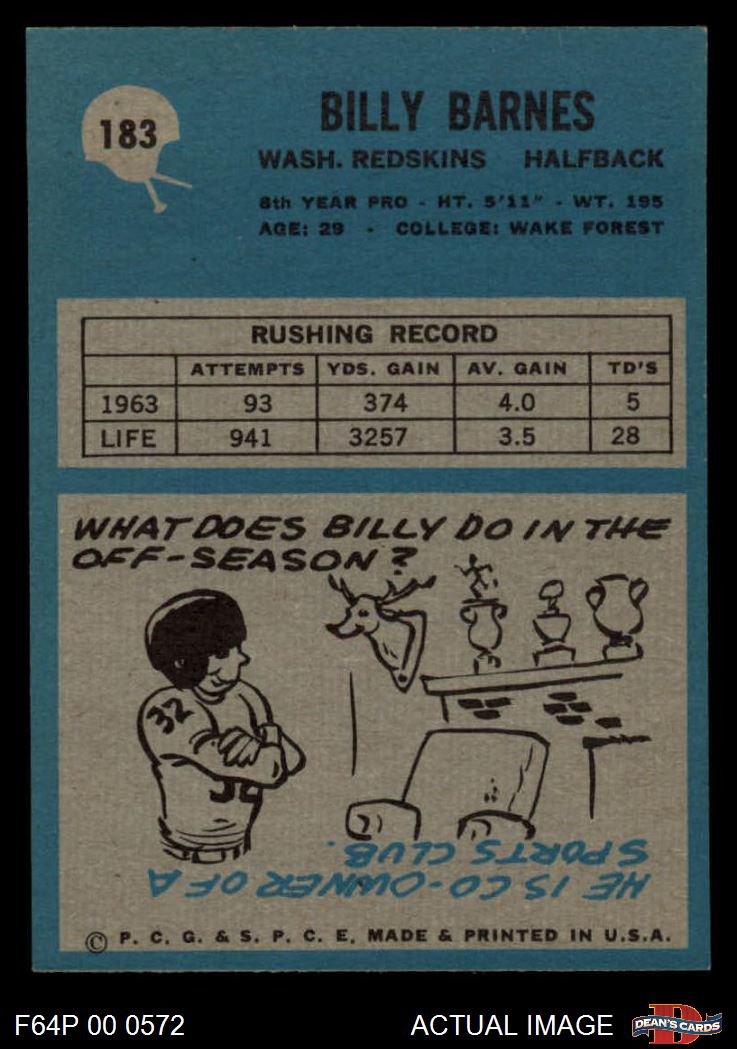 183
BILLY BARNES
WASH. REDSKINS HALFBACK
8th YEAR PRO - HT. 5'11" - WT. 195
AGE: 29 - COLLEGE: WAKE FOREST
RUSHING RECORD
ATTEMPTS YDS. GAIN AV. GAIN TD'S
1963 93 374 4.0 5
LIFE 941 3257 3.5 28
WHAT DOES BILLY DO IN THE
OFF-SEASON?
32
32
HE IS CO-OWNER OF A
SPORTS CLUB.
© P. C. G. & S. P. C. E. MADE & PRINTED IN U.S.A.
F64P 00 0572 ACTUAL IMAGE D DEAN'S CARDS